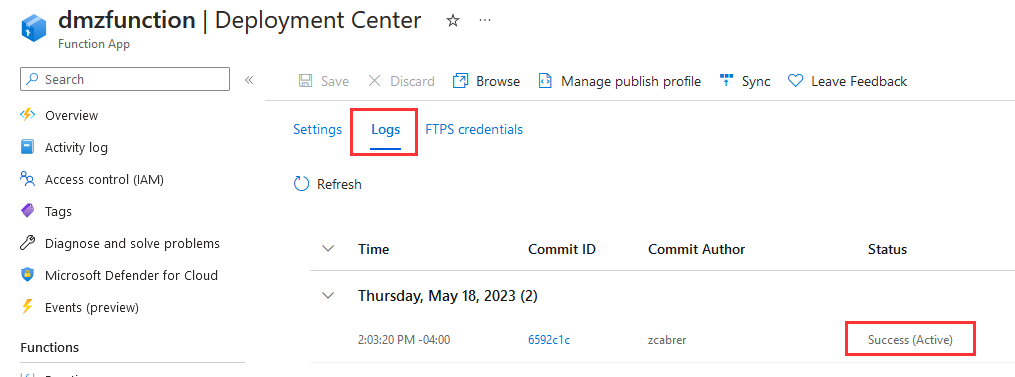 dmzfunction | Deployment Center
Function App
Search
Save Discard Browse Manage publish profile Sync Leave Feedback
Overview
Activity log
Access control (IAM)
Tags
Diagnose and solve problems
Microsoft Defender for Cloud
Events (preview)
Functions
Settings Logs FTPS credentials
Refresh
Time Commit ID Commit Author Status
Thursday, May 18, 2023 (2)
2:03:20 PM -04:00 6592c1c zcabrer Success (Active)